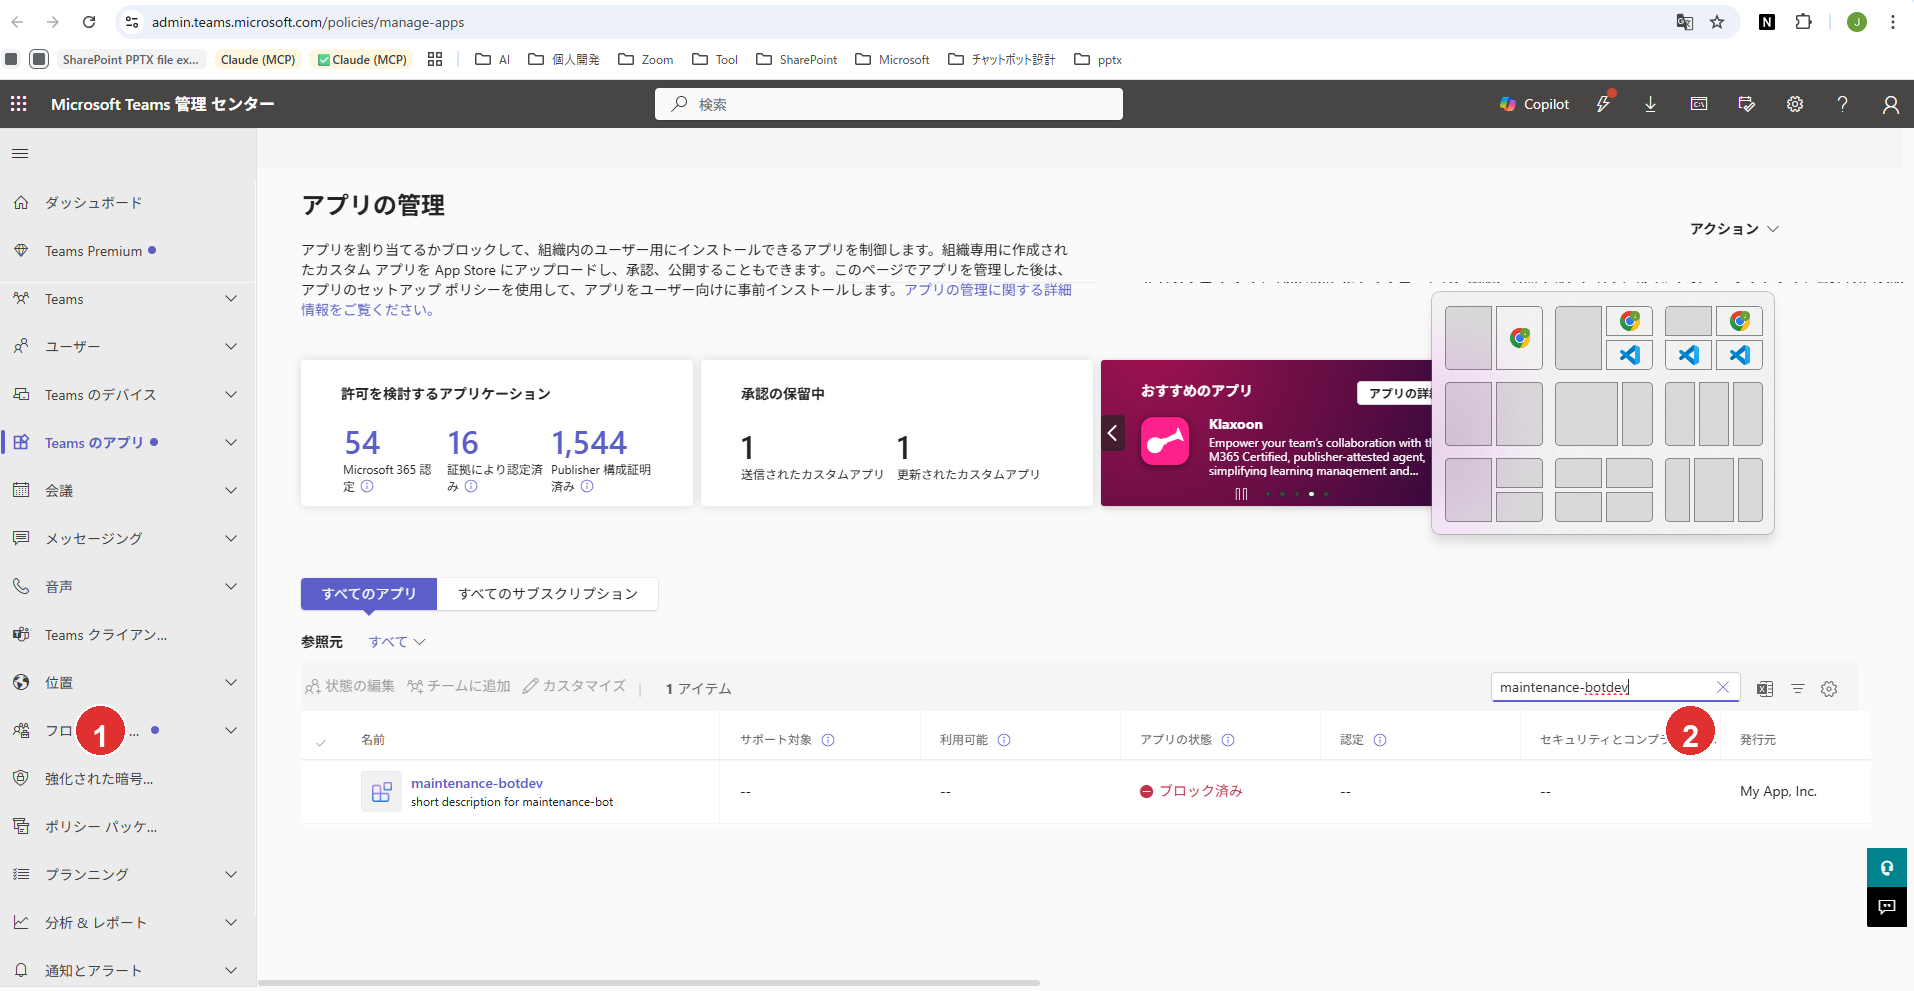 admin.teams.microsoft.com/policies/manage-apps
J
SharePoint PPTX file ex...
Claude (MCP)
Claude (MCP)
AI
個人開発
Zoom
Tool
SharePoint
Microsoft
チャットボット設計
pptx
Microsoft Teams 管理 センター
検索
Copilot
ダッシュボード
Teams Premium
Teams
ユーザー
Teams のデバイス
Teams のアプリ
会議
メッセージング
音声
Teams クライアン...
位置
フロ
...
1
強化された暗号...
ポリシー パッケ...
プランニング
分析 & レポート
通知とアラート
アプリの管理
アプリを割り当てるかブロックして、組織内のユーザー用にインストールできるアプリを制御します。組織専用に作成され
たカスタム アプリを App Store にアップロードし、承認、公開することもできます。このページでアプリを管理した後は、
アプリのセットアップ ポリシーを使用して、アプリをユーザー向けに事前インストールします。アプリの管理に関する詳細
情報をご覧ください。
アクション
許可を検討するアプリケーション
54
Microsoft 365 認
定
16
証拠により認定済
み
1,544
Publisher 構成証明
済み
承認の保留中
1
送信されたカスタムアプリ
1
更新されたカスタムアプリ
おすすめのアプリ
アプリの詳
Klaxoon
Empower your team's collaboration with th
M365 Certified, publisher-attested agent,
simplifying learning management and...
すべてのアプリ
すべてのサブスクリプション
参照元
すべて
状態の編集
チームに追加
カスタマイズ
1 アイテム
maintenance-botdev
2
名前
サポート対象
利用可能
アプリの状態
認定
セキュリティとコンプ
発行元
maintenance-botdev
short description for maintenance-bot
--
--
ブロック済み
--
--
My App, Inc.